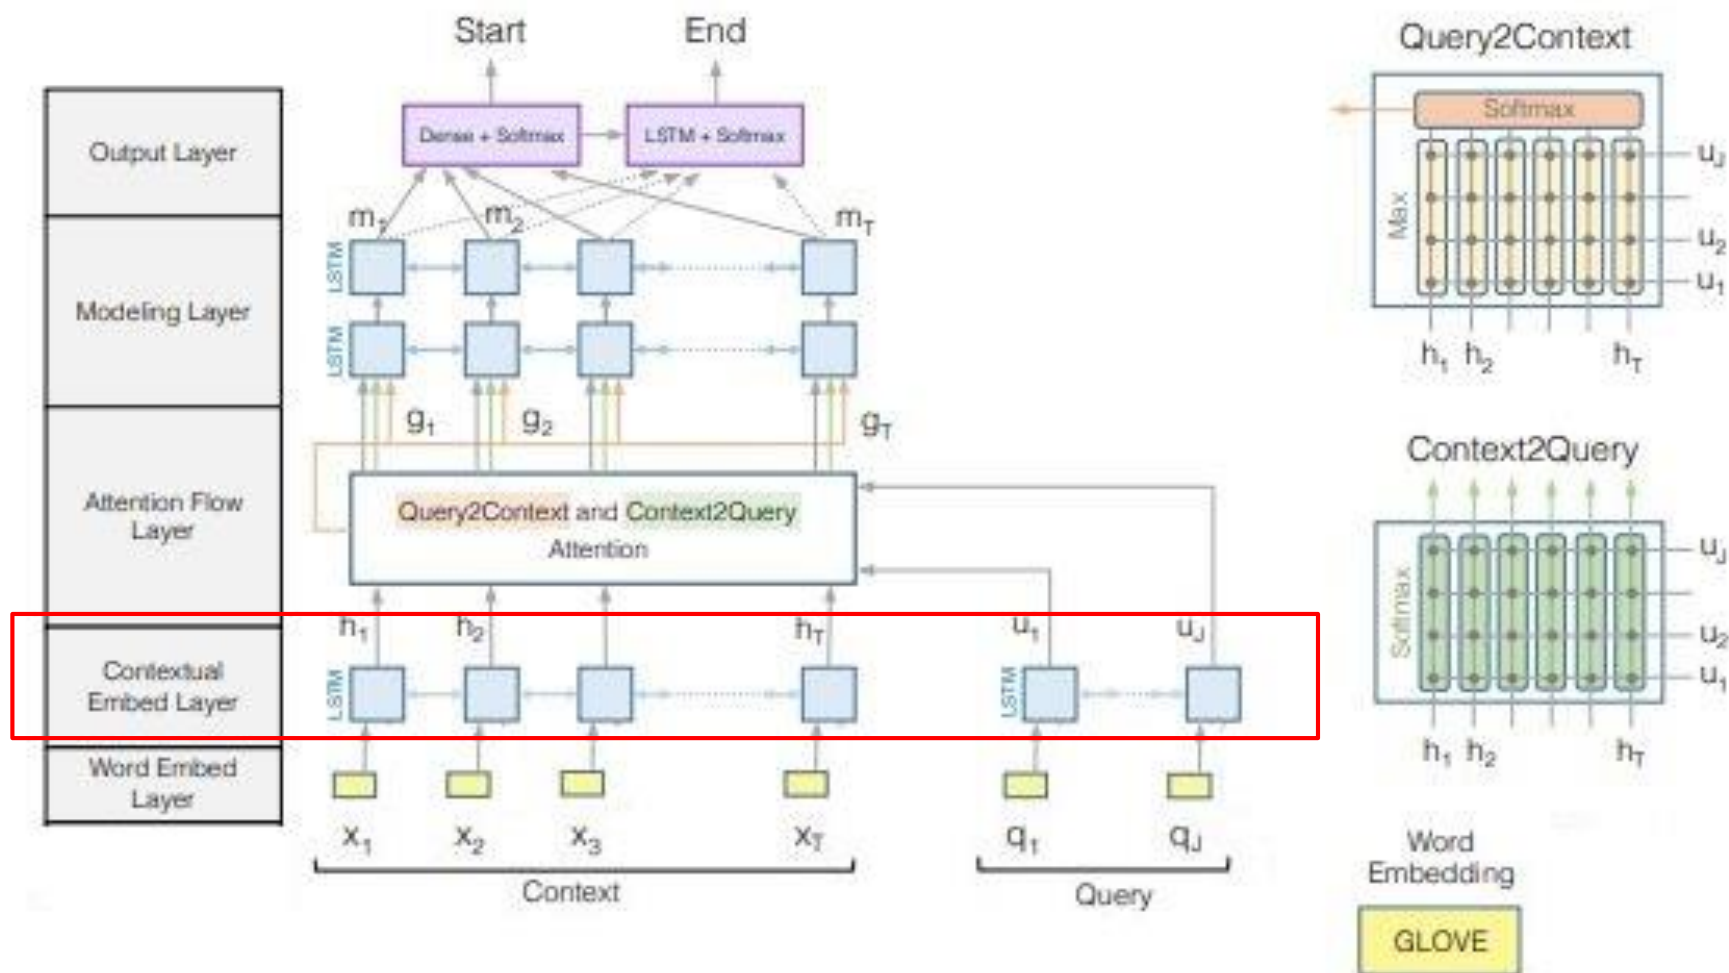 Start
End
Query2Context
Output Layer
Dense + Softmax
LSTM + Softmax
Softmax
Max
u_J
u_2
u_1
h_1 h_2 h_T
m_1
m_2
m_T
Modeling Layer
LSTM
LSTM
g_1
g_2
g_T
Attention Flow
Layer
Query2Context and Context2Query
Attention
Context2Query
Softmax
u_J
u_2
u_1
h_1 h_2 h_T
h_1
h_2
h_T
u_1
u_J
Contextual
Embed Layer
LSTM
LSTM
Word Embed
Layer
x_1
x_2
x_3
x_T
q_1
q_J
Context
Query
Word
Embedding
GLOVE